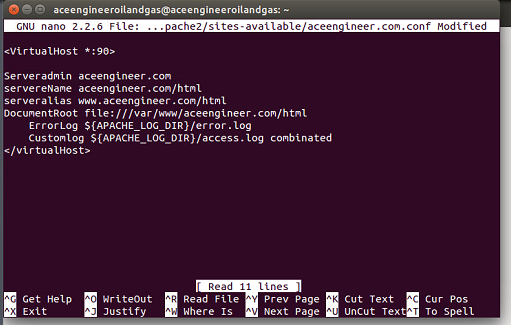 aceengineeroilandgas@aceengineeroilandgas: ~
GNU nano 2.2.6 File: ...pache2/sites-available/aceengineer.com.conf Modified
<VirtualHost *:90>
Serveradmin aceengineer.com
servereName aceengineer.com/html
serveralias www.aceengineer.com/html
DocumentRoot file:///var/www/aceengineer.com/html
ErrorLog ${APACHE_LOG_DIR}/error.log
Customlog ${APACHE_LOG_DIR}/access.log combinated
</virtualHost>
[ Read 11 lines ]
^G Get Help ^O WriteOut ^R Read File ^Y Prev Page ^K Cut Text ^C Cur Pos
^X Exit ^J Justify ^W Where Is ^V Next Page ^U UnCut Text ^T To Spell